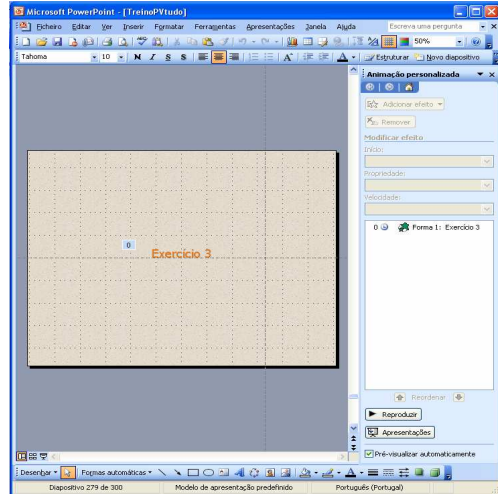 Microsoft PowerPoint - [TreinoPVtudo]
Ficheiro Editar Ver Inserir Formatar Ferramentas Apresentações Janela Ajuda Escreva uma pergunta
50%
Tahoma 10 N I S S Estruturar Novo diapositivo
Animação personalizada
Adicionar efeito
Remover
Modificar efeito
Início:
Propriedade:
Velocidade:
0 Forma 1: Exercício 3
0
Exercício 3
Reordenar
Reproduzir
Apresentações
Pré-visualizar automaticamente
Desenhar Formas automáticas
Diapositivo 279 de 300 Modelo de apresentação predefinido Português (Portugal)